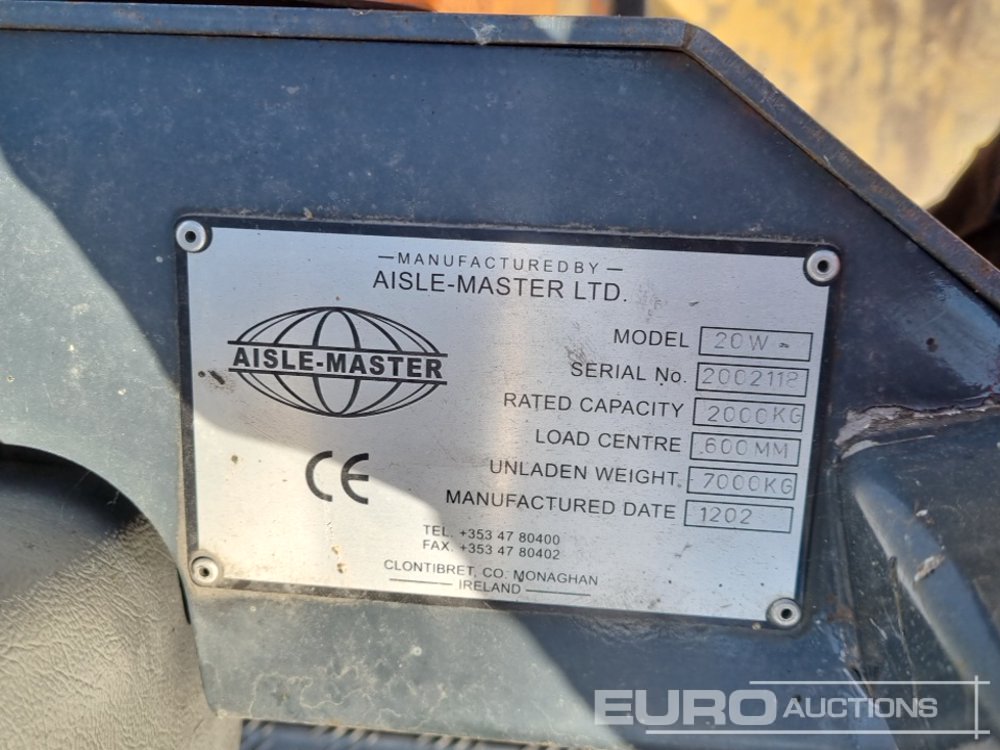 —MANUFACTURED BY—
AISLE-MASTER LTD.
AISLE-MASTER
MODEL 20W-
SERIAL No. 2002118
RATED CAPACITY 2000KG
LOAD CENTRE 600MM
UNLADEN WEIGHT 7000KG
MANUFACTURED DATE 1202
CE
TEL. +353 47 80400
FAX. +353 47 80402
CLONTIBRET, CO. MONAGHAN
IRELAND
EURO AUCTIONS